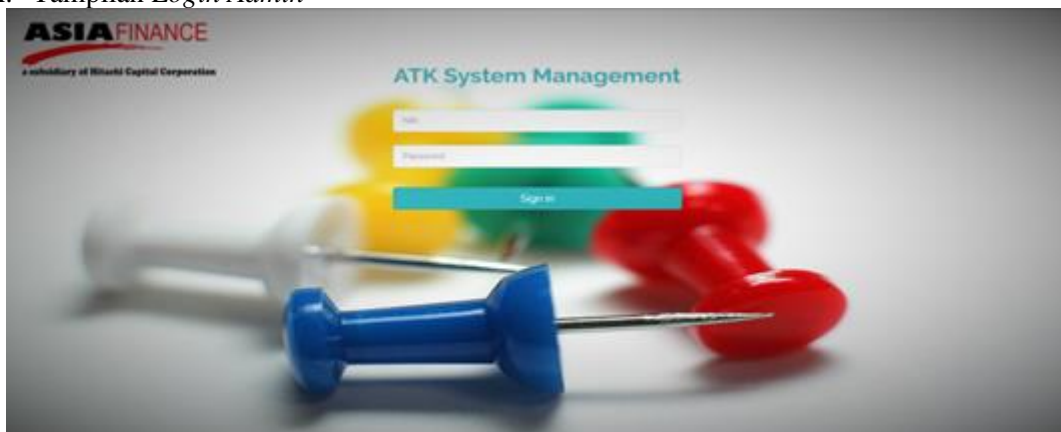 Tampilan Login Admin
ASIAFINANCE
a subsidiary of Hitachi Capital Corporation
ATK System Management
Password
Sign in